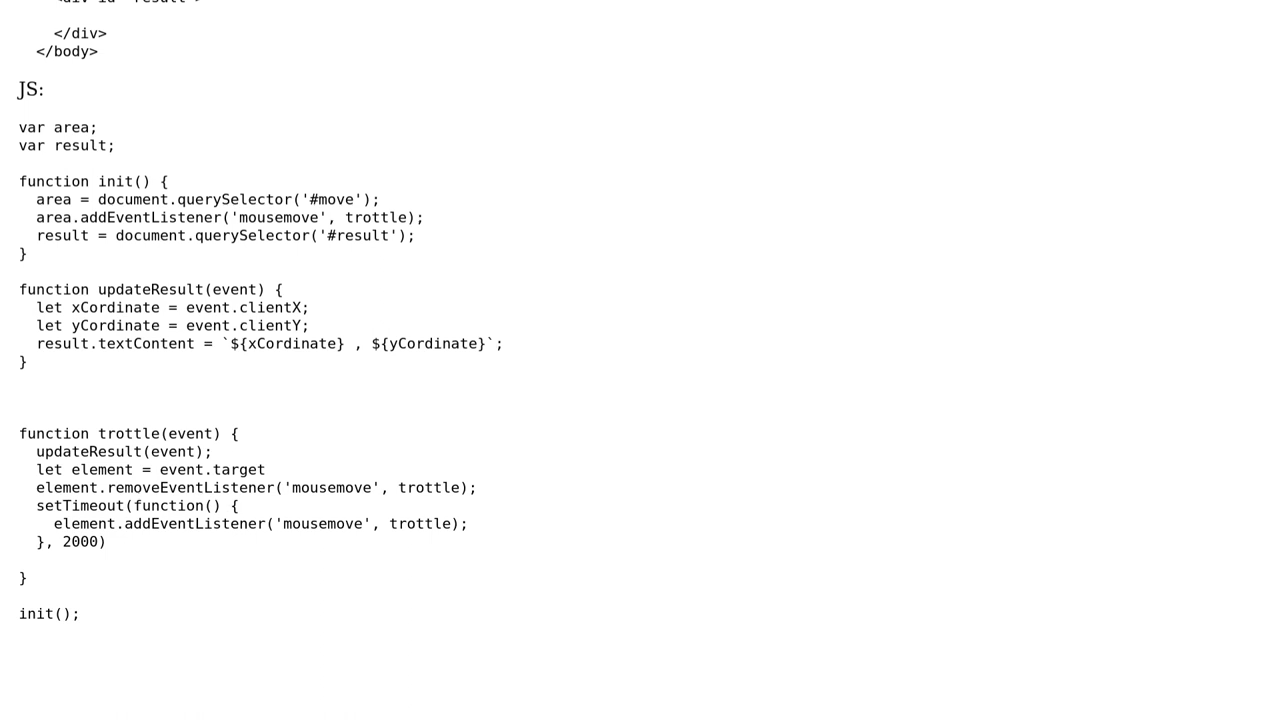 </div>
</body>
JS:
var area;
var result;
function init() {
area = document.querySelector('#move');
area.addEventListener('mousemove', trottle);
result = document.querySelector('#result');
}
function updateResult(event) {
let xCordinate = event.clientX;
let yCordinate = event.clientY;
result.textContent = `${xCordinate} , ${yCordinate}`;
}
function trottle(event) {
updateResult(event);
let element = event.target
element.removeEventListener('mousemove', trottle);
setTimeout(function() {
element.addEventListener('mousemove', trottle);
}, 2000)
}
init();